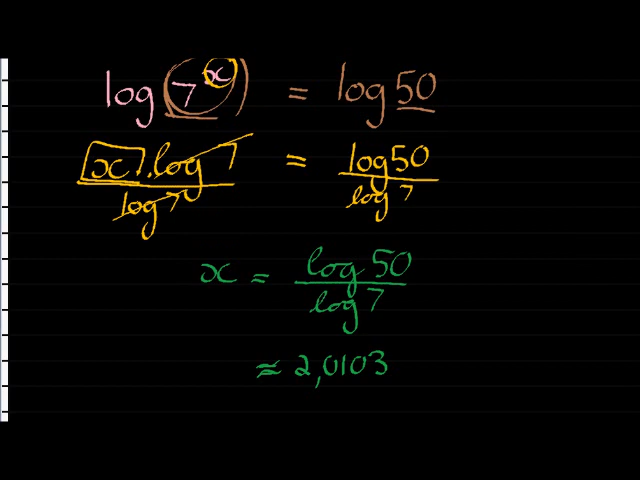 log (7^x) = log 50
x . log 7 / log 7 = log 50 / log 7
x = log 50 / log 7
≈ 2,0103